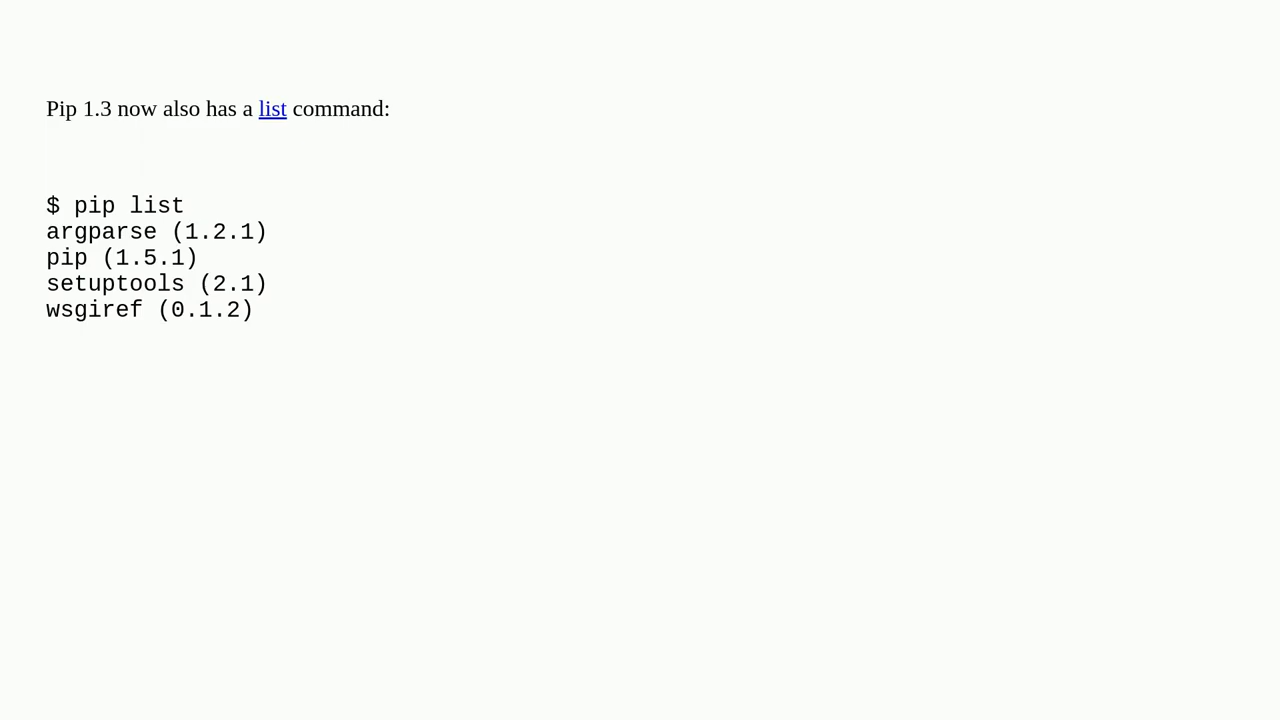 Pip 1.3 now also has a list command:
$ pip list
argparse (1.2.1)
pip (1.5.1)
setuptools (2.1)
wsgiref (0.1.2)